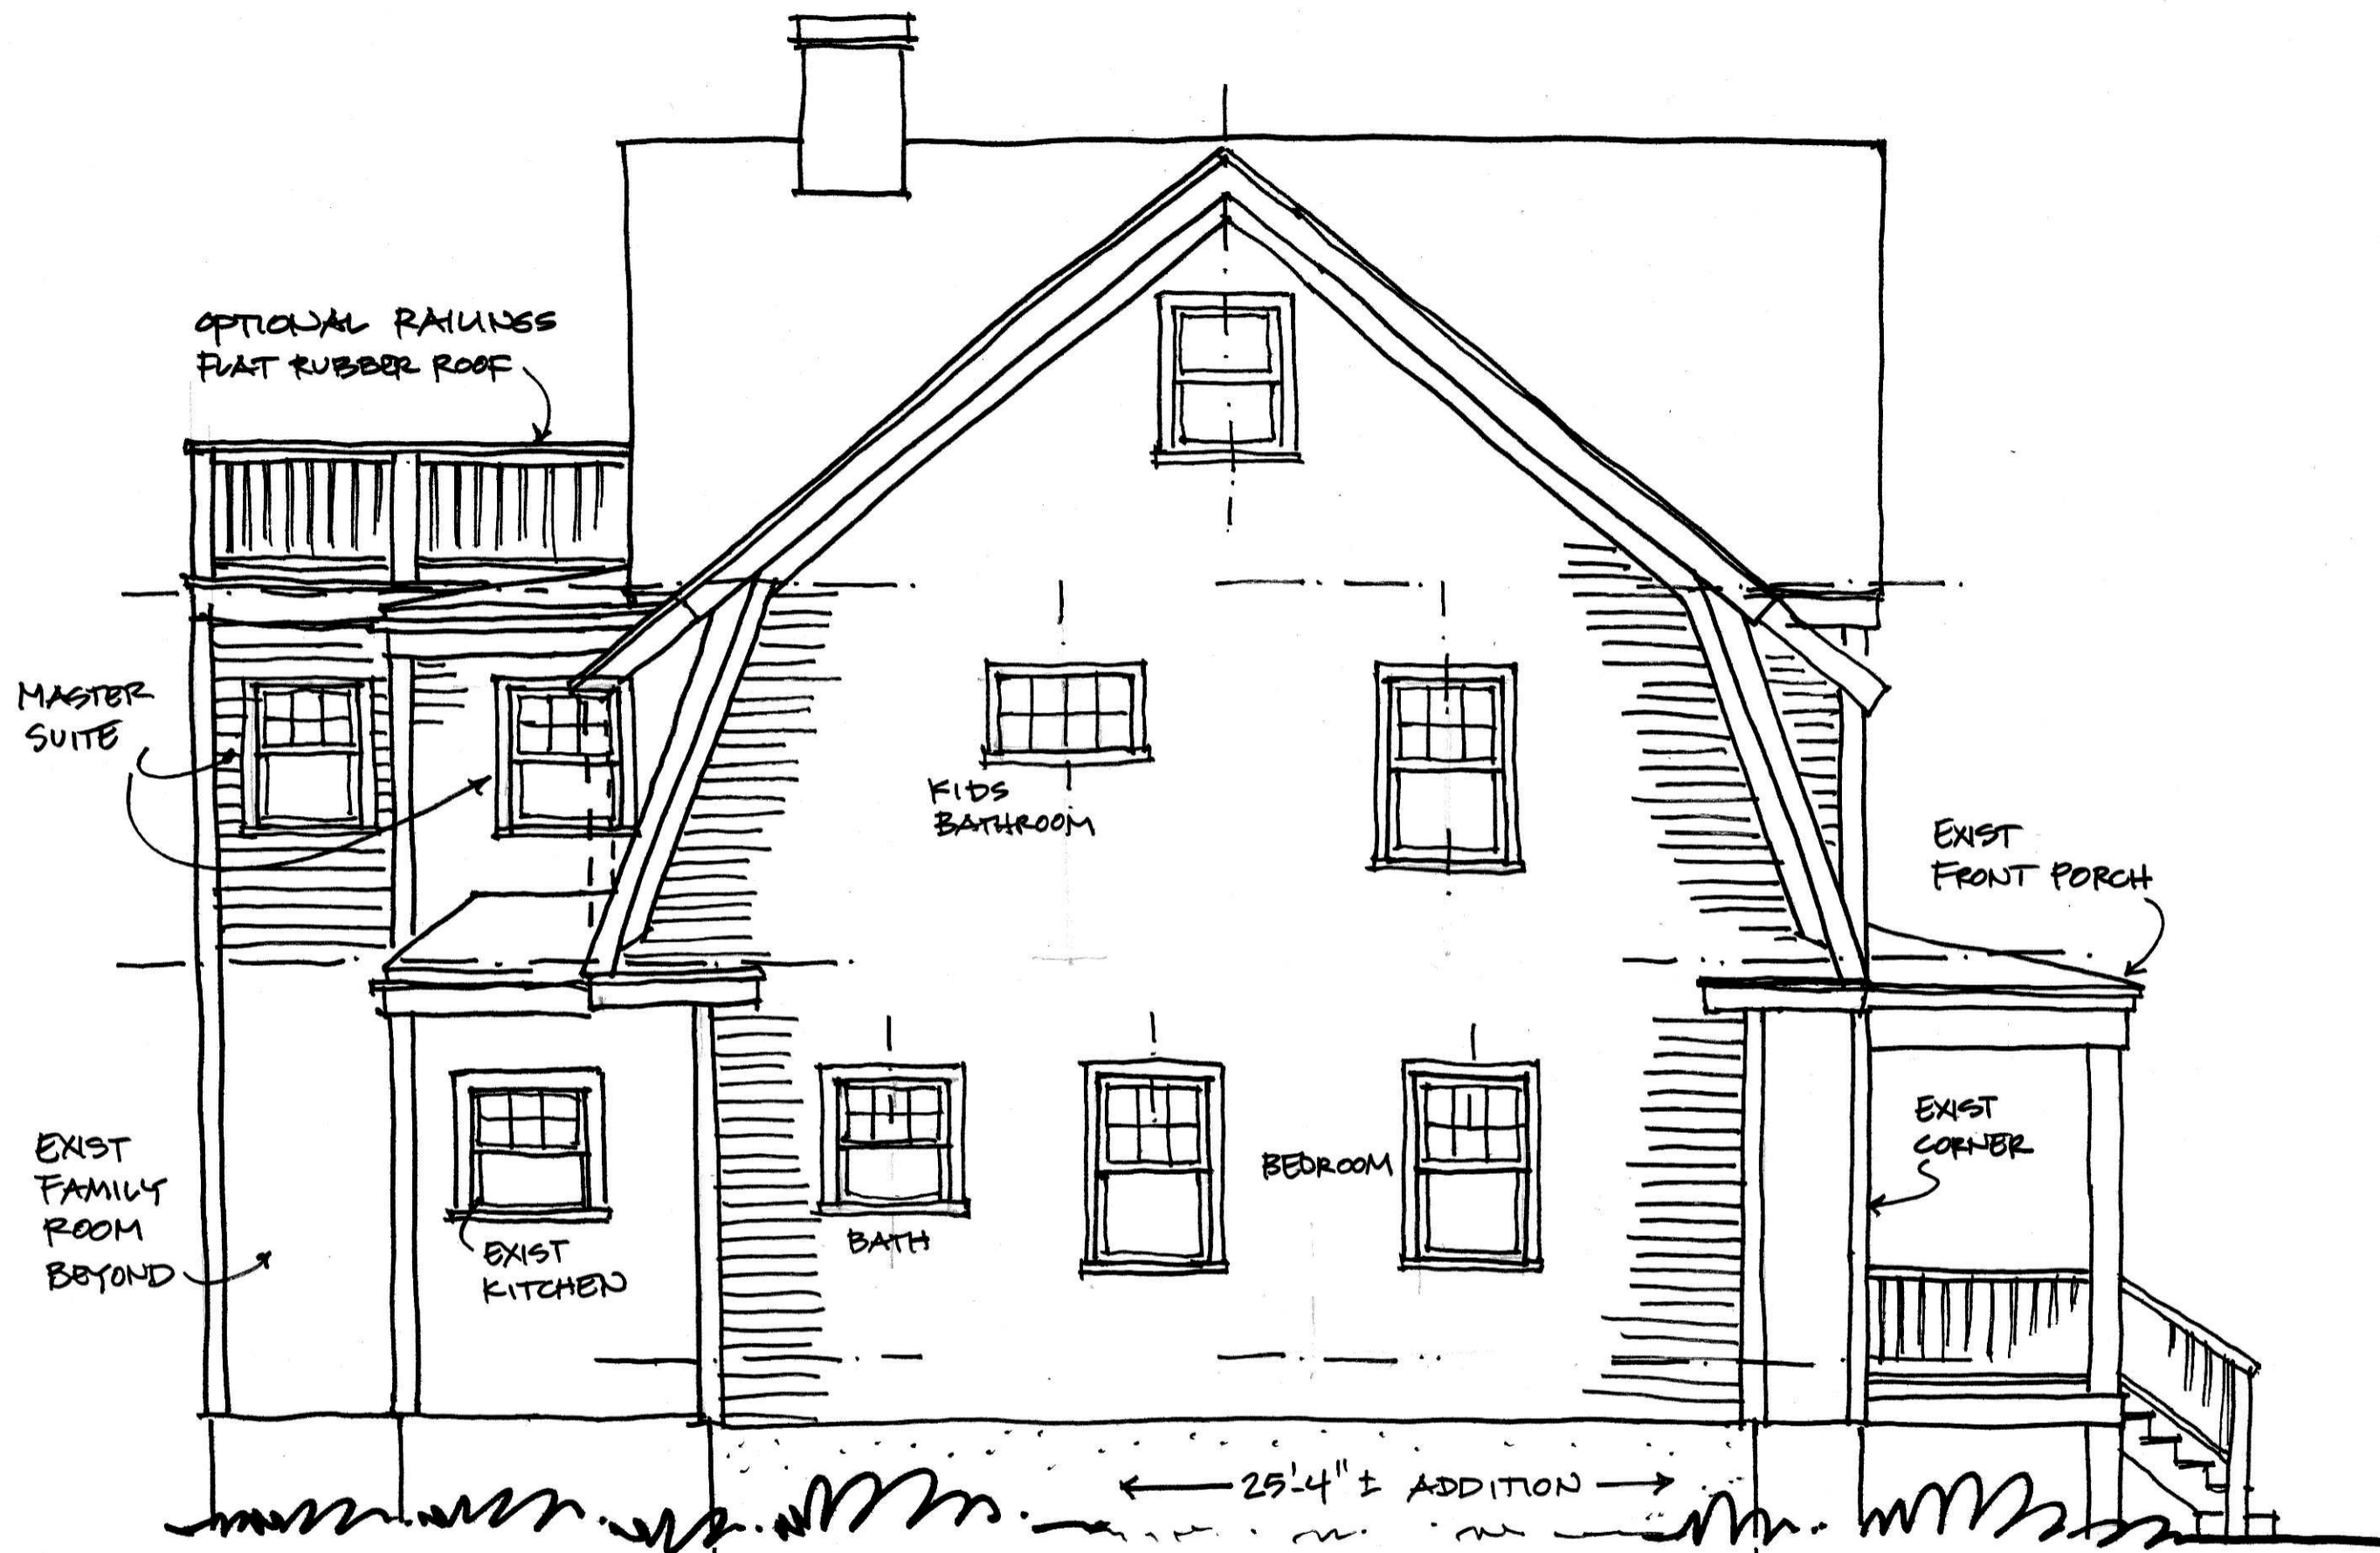 OPTIONAL RAILINGS
FLAT RUBBER ROOF
MASTER
SUITE
KIDS
BATHROOM
EXIST
FRONT PORCH
EXIST
CORNER
EXIST
FAMILY
ROOM
BEYOND
BEDROOM
BATH
EXIST
KITCHEN
25'-4" ± ADDITION